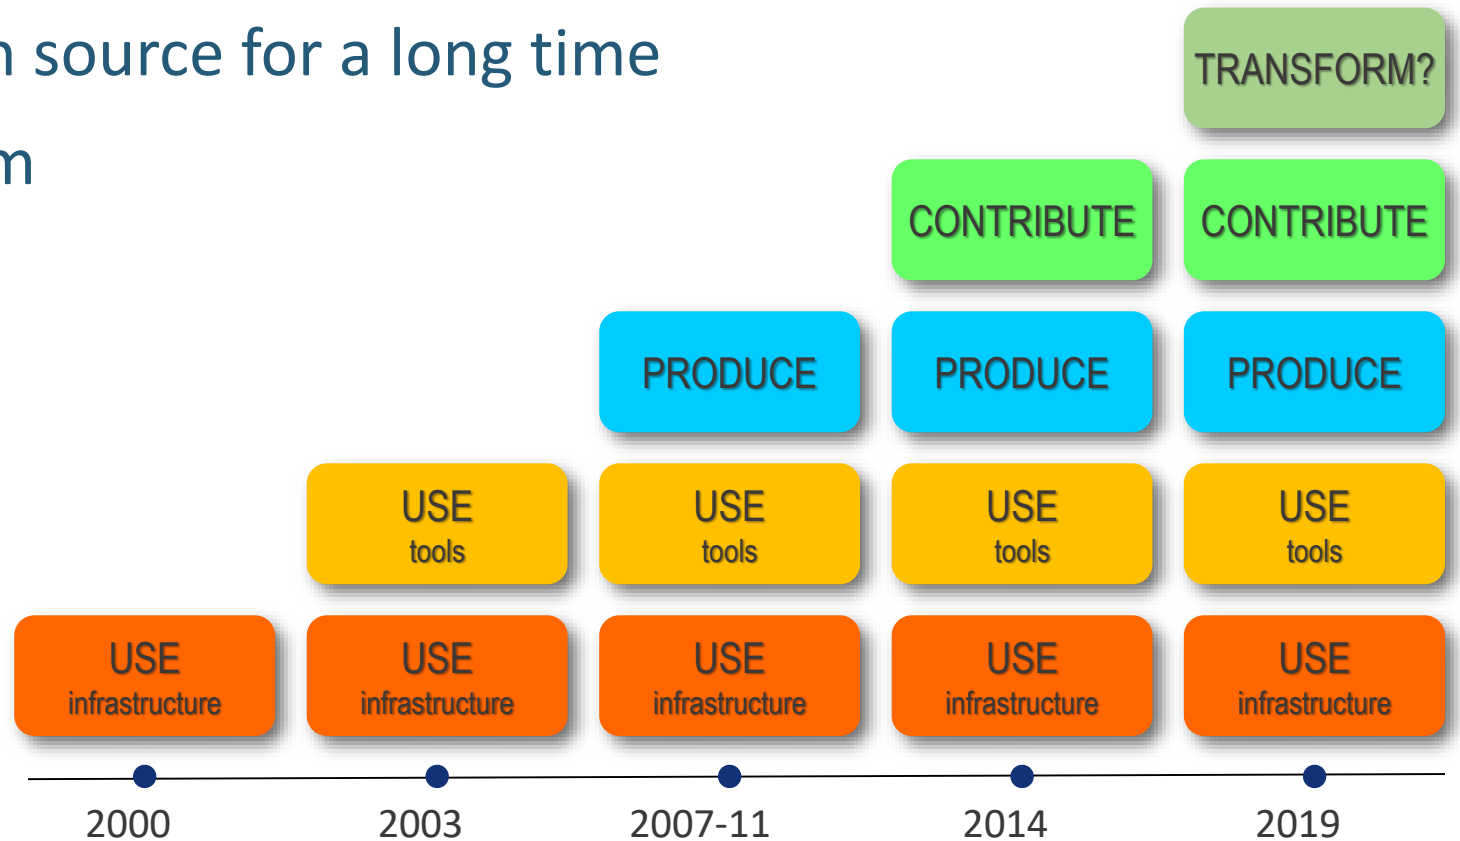 n source for a long time
m
TRANSFORM?
CONTRIBUTE CONTRIBUTE
PRODUCE PRODUCE PRODUCE
USE USE USE USE
tools tools tools tools
USE USE USE USE USE
infrastructure infrastructure infrastructure infrastructure infrastructure
2000 2003 2007-11 2014 2019